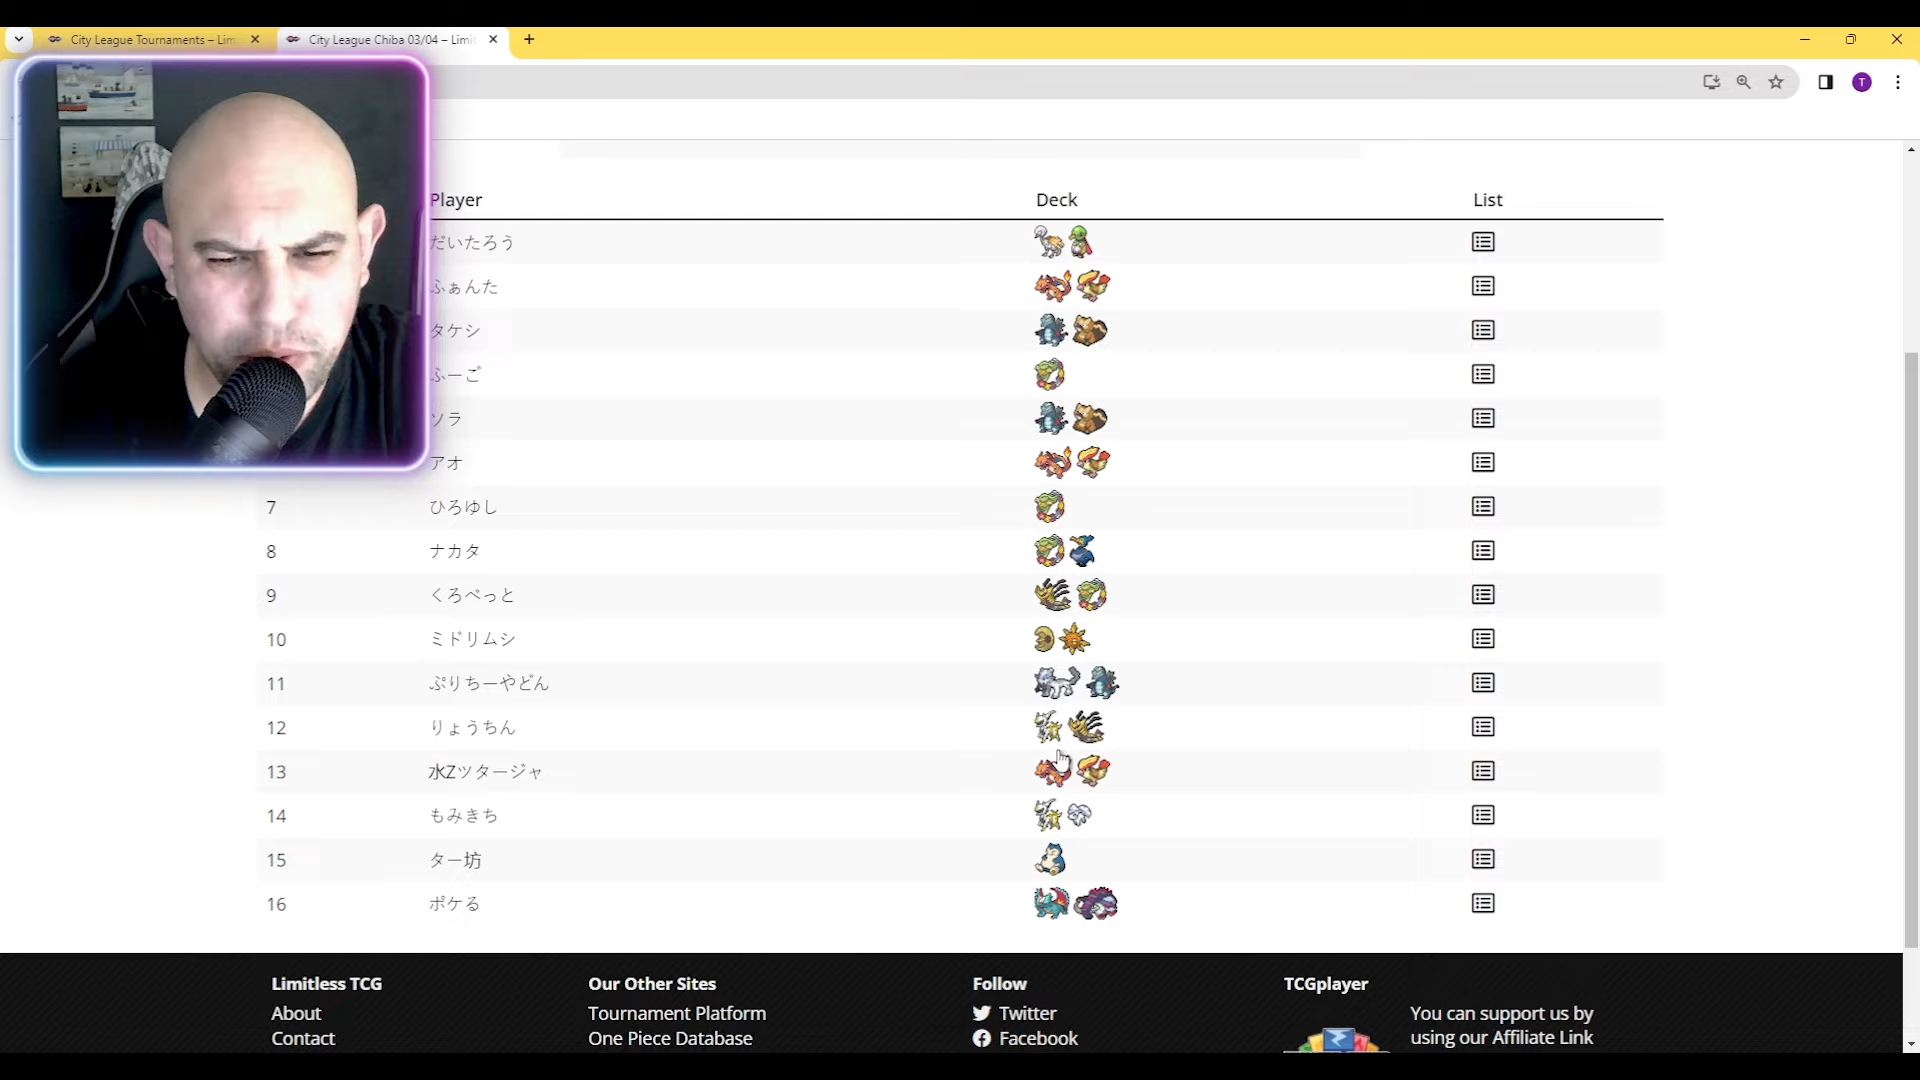 City League Tournaments – Lim
City League Chiba 03/04 – Limi
T
Player Deck List
だいたろう
ふぁんた
タケシ
ふーご
ソラ
アオ
7 ひろゆし
8 ナカタ
9 くろぺっと
10 ミドリムシ
11 ぷりちーやどん
12 りょうちん
13 水Zツタージャ
14 もみきち
15 ター坊
16 ポケる
Limitless TCG
About
Contact
Our Other Sites
Tournament Platform
One Piece Database
Follow
Twitter
Facebook
TCGplayer
You can support us by
using our Affiliate Link